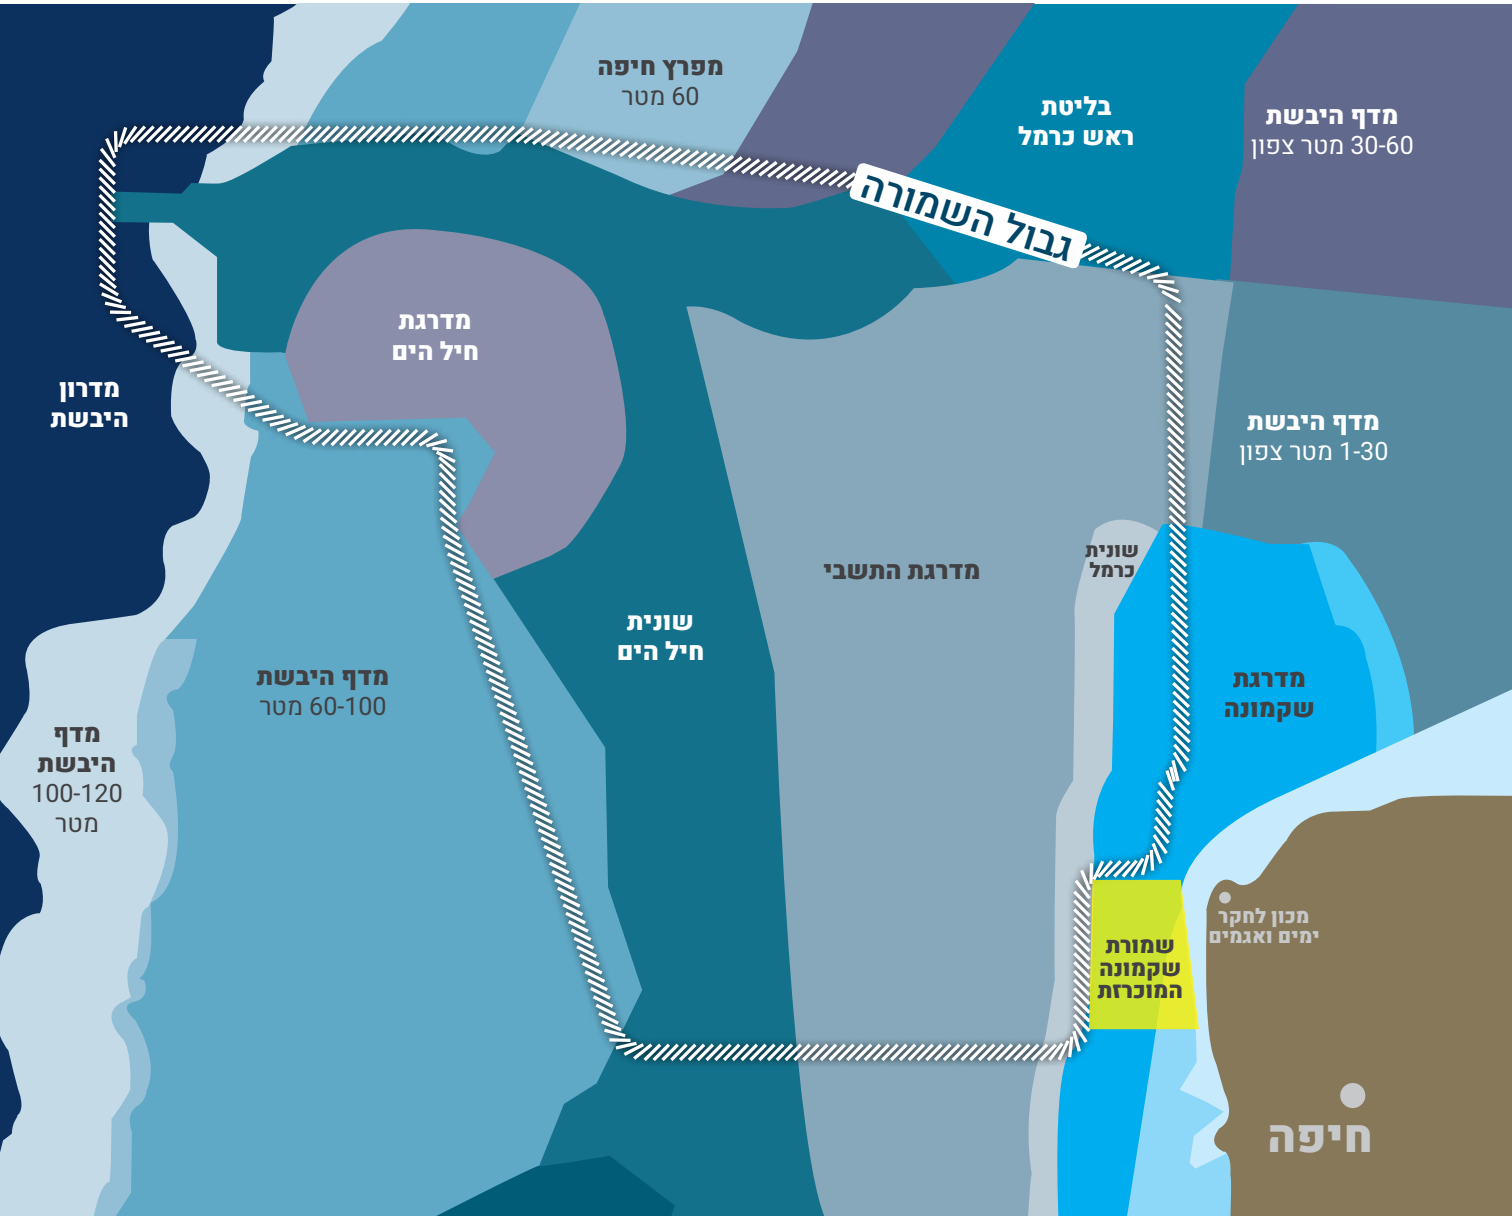 מפרץ חיפה
60 מטר
בליטת
ראש כרמל
מדף היבשת
30-60 מטר צפון
גבול השמורה
מדרגת
חיל הים
מדרון
היבשת
מדף היבשת
1-30 מטר צפון
שונית
כרמל
מדרגת התשבי
שונית
חיל הים
מדף היבשת
60-100 מטר
מדרגת
שקמונה
מדף
היבשת
100-120
מטר
מכון לחקר
ימים ואגמים
שמורת
שקמונה
המוכרזת
חיפה